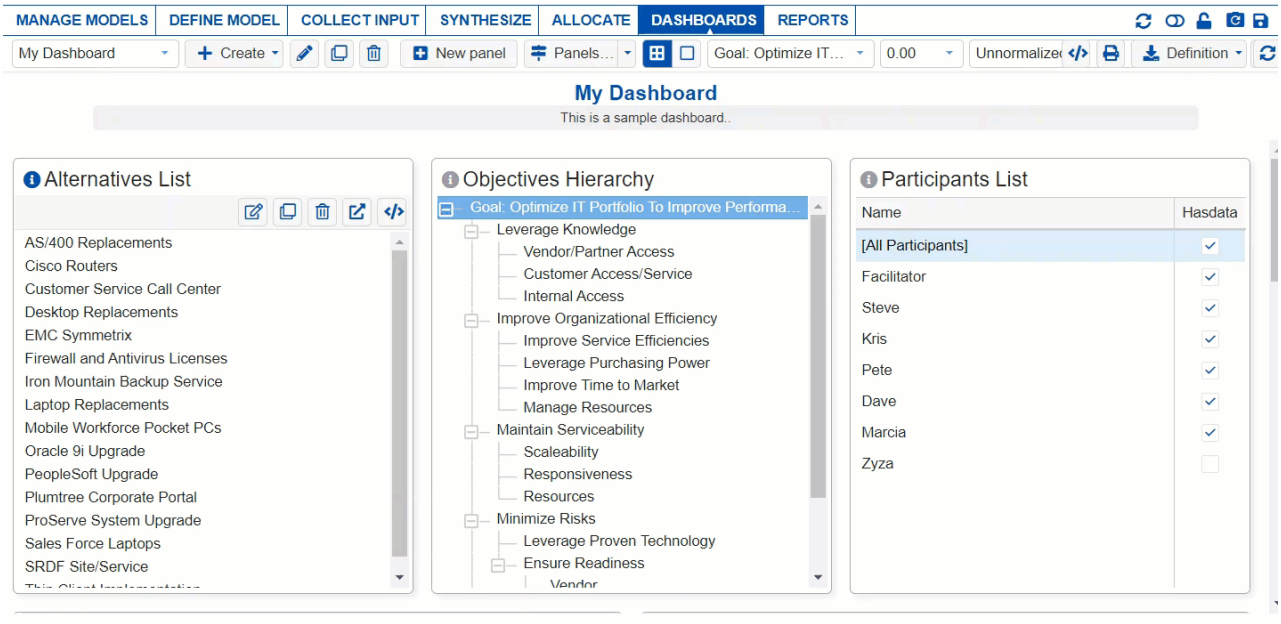 MANAGE MODELS DEFINE MODEL COLLECT INPUT SYNTHESIZE ALLOCATE DASHBOARDS REPORTS
My Dashboard Create New panel Panels... Goal: Optimize IT... 0.00 Unnormalized Definition
My Dashboard
This is a sample dashboard..
Alternatives List
AS/400 Replacements
Cisco Routers
Customer Service Call Center
Desktop Replacements
EMC Symmetrix
Firewall and Antivirus Licenses
Iron Mountain Backup Service
Laptop Replacements
Mobile Workforce Pocket PCs
Oracle 9i Upgrade
PeopleSoft Upgrade
Plumtree Corporate Portal
ProServe System Upgrade
Sales Force Laptops
SRDF Site/Service
Thin Client Implementation
Objectives Hierarchy
Goal: Optimize IT Portfolio To Improve Performa...
Leverage Knowledge
Vendor/Partner Access
Customer Access/Service
Internal Access
Improve Organizational Efficiency
Improve Service Efficiencies
Leverage Purchasing Power
Improve Time to Market
Manage Resources
Maintain Serviceability
Scaleability
Responsiveness
Resources
Minimize Risks
Leverage Proven Technology
Ensure Readiness
Vendor
Participants List
Name Hasdata
[All Participants]
Facilitator
Steve
Kris
Pete
Dave
Marcia
Zyza